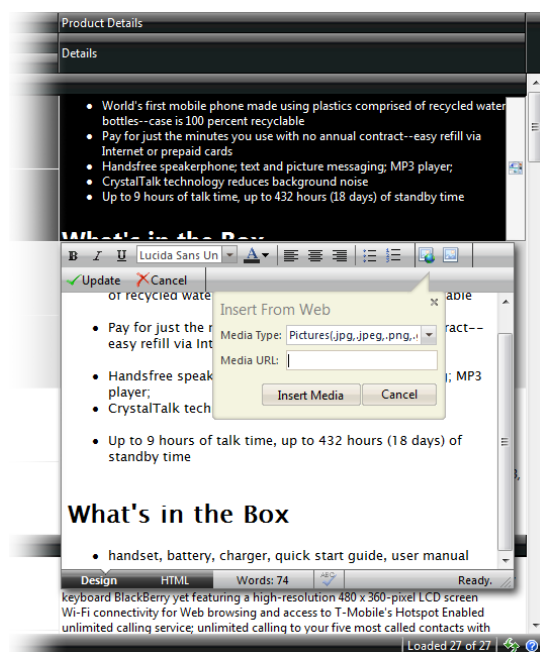 Product Details
Details
World's first mobile phone made using plastics comprised of recycled water
bottles--case is 100 percent recyclable
Pay for just the minutes you use with no annual contract--easy refill via
Internet or prepaid cards
Handsfree speakerphone; text and picture messaging; MP3 player;
CrystalTalk technology reduces background noise
Up to 9 hours of talk time, up to 432 hours (18 days) of standby time
What's in the Box
B I U Lucida Sans Un A
Update Cancel
of recycled wate able
Insert From Web
Pay for just the ract--
Media Type: Pictures(.jpg,.jpeg,.png,.
easy refill via Int
Media URL:
Handsfree speak ; MP3
player;
Insert Media Cancel
CrystalTalk tech
Up to 9 hours of talk time, up to 432 hours (18 days) of
standby time
What's in the Box
handset, battery, charger, quick start guide, user manual
Design HTML Words: 74 ABC Ready.
keyboard BlackBerry yet featuring a high-resolution 480 x 360-pixel LCD screen
Wi-Fi connectivity for Web browsing and access to T-Mobile's Hotspot Enabled
unlimited calling service; unlimited calling to your five most called contacts with
Loaded 27 of 27